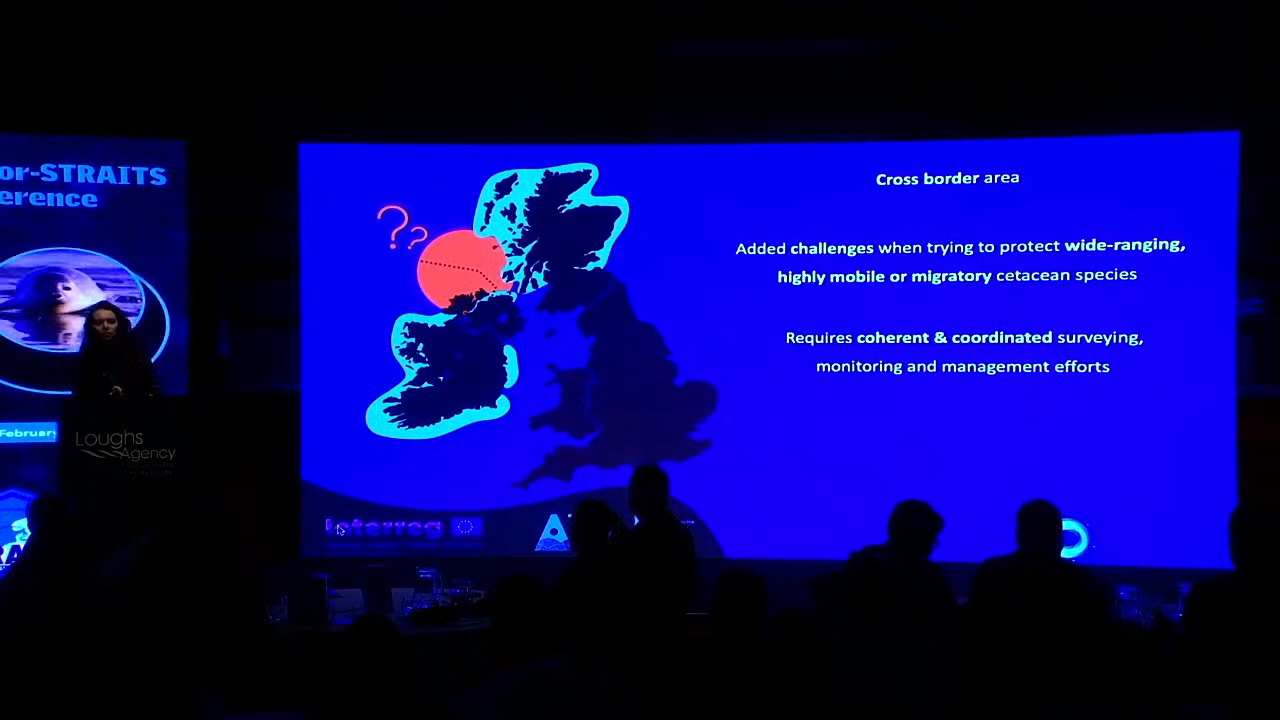 or-STRAITS
erence
February
Loughs
Agency
??
Cross border area
Added challenges when trying to protect wide-ranging,
highly mobile or migratory cetacean species
Requires coherent & coordinated surveying,
monitoring and management efforts
Interreg